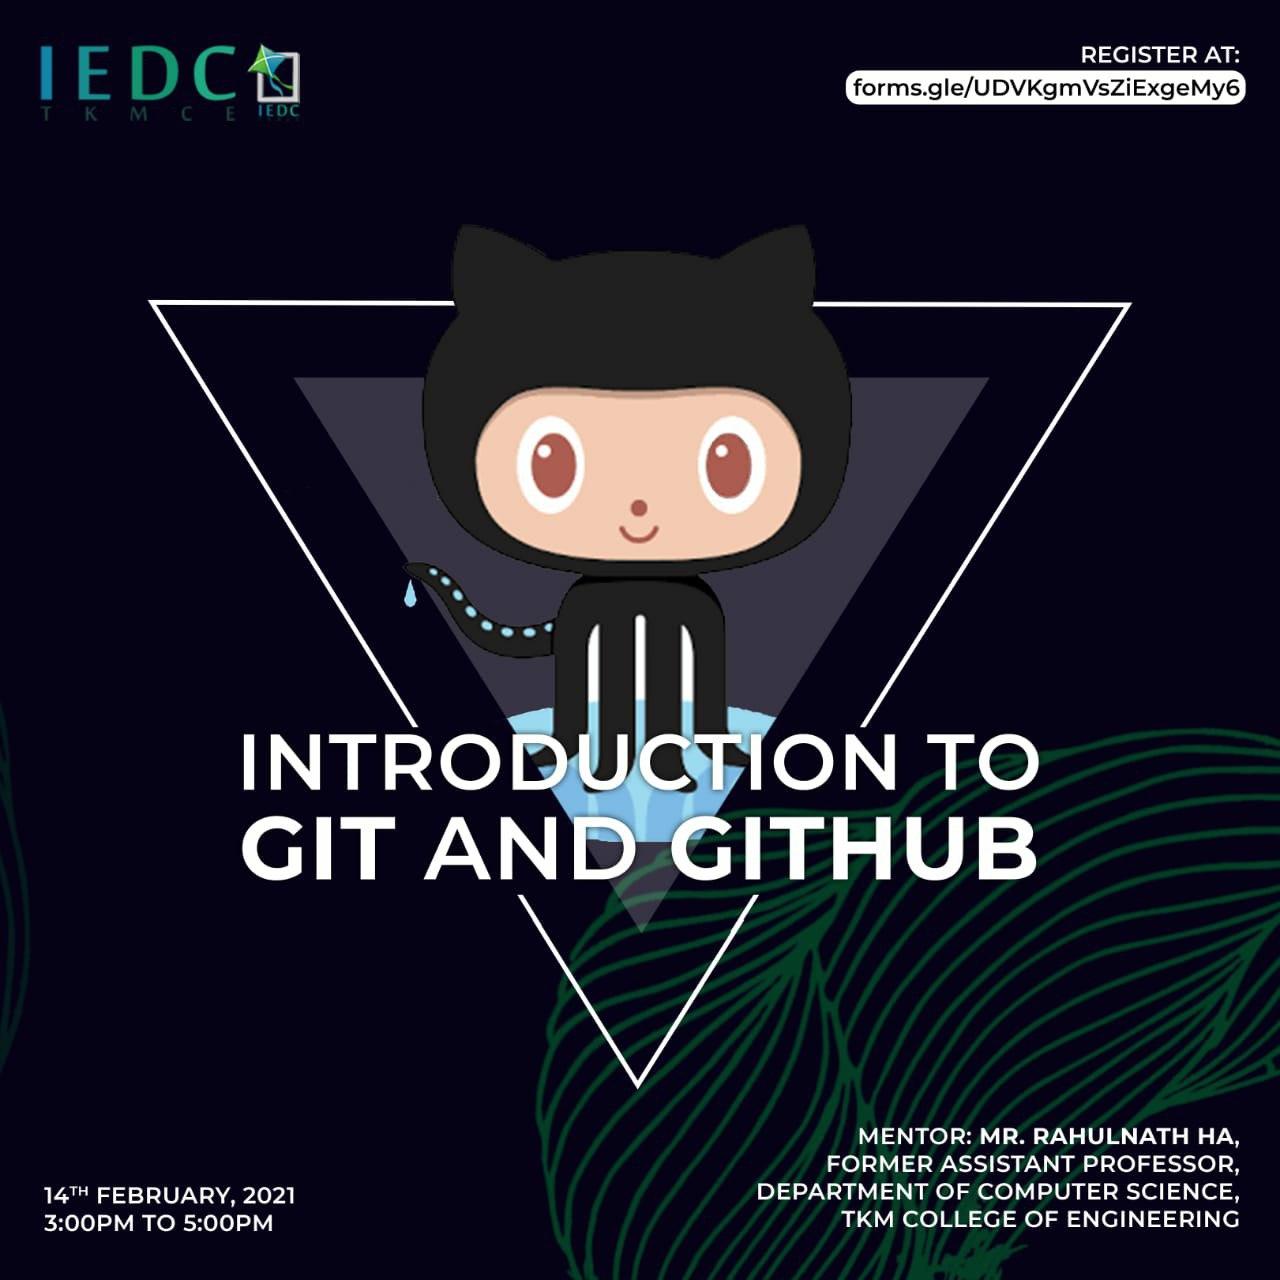 IEDC
TKMCE
IEDC
REGISTER AT:
forms.gle/UDVKgmVsZiExgeMy6
INTRODUCTION TO
GIT AND GITHUB
14TH FEBRUARY, 2021
3:00PM TO 5:00PM
MENTOR: MR. RAHULNATH HA,
FORMER ASSISTANT PROFESSOR,
DEPARTMENT OF COMPUTER SCIENCE,
TKM COLLEGE OF ENGINEERING